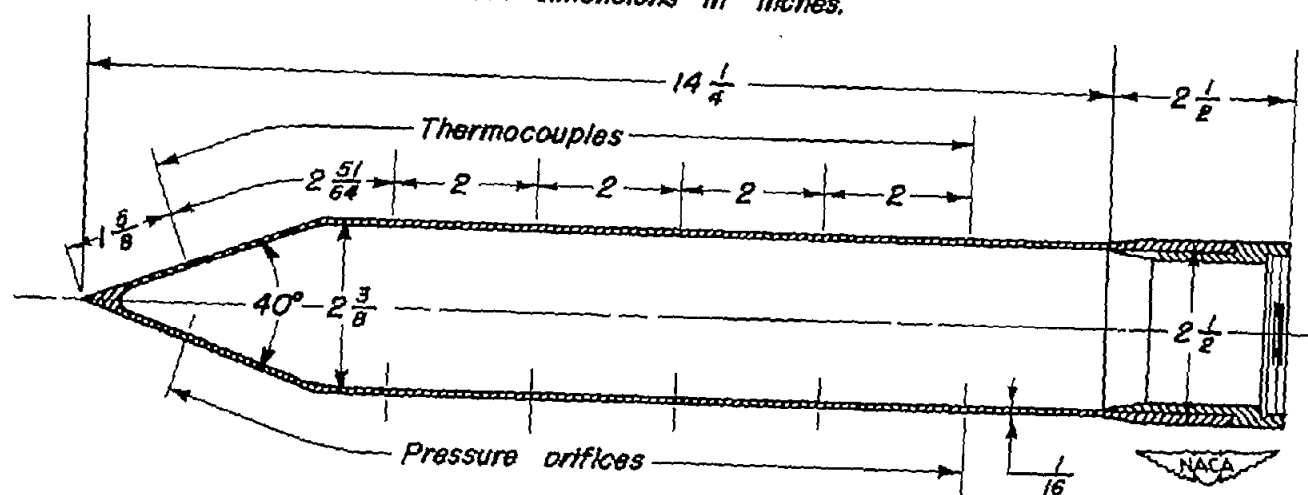 dimensions in inches.
14 1/4
2 1/2
Thermocouples
2 51/64 2 2 2 2
1 5/8
40° 2 3/8
2 1/2
Pressure orifices
1/16
NACA